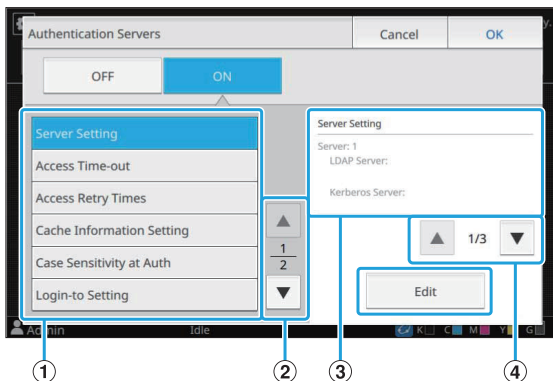 Authentication Servers
Cancel
OK
OFF
ON
Server Setting
Access Time-out
Access Retry Times
Cache Information Setting
Case Sensitivity at Auth
Login-to Setting
1
2
Server Setting
Server: 1
LDAP Server:
Kerberos Server:
1/3
Edit
Admin
Idle
K C M Y G
1 2 3 4